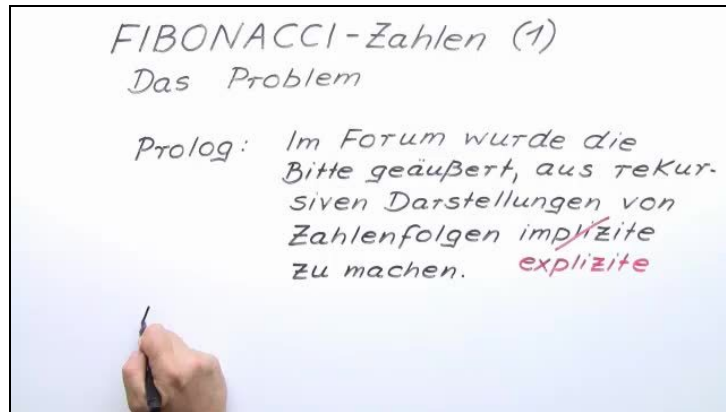 FIBONACCI-Zahlen (1)
Das Problem
Prolog: Im Forum wurde die
Bitte geäußert, aus rekur-
siven Darstellungen von
Zahlenfolgen implizite
zu machen. explizite